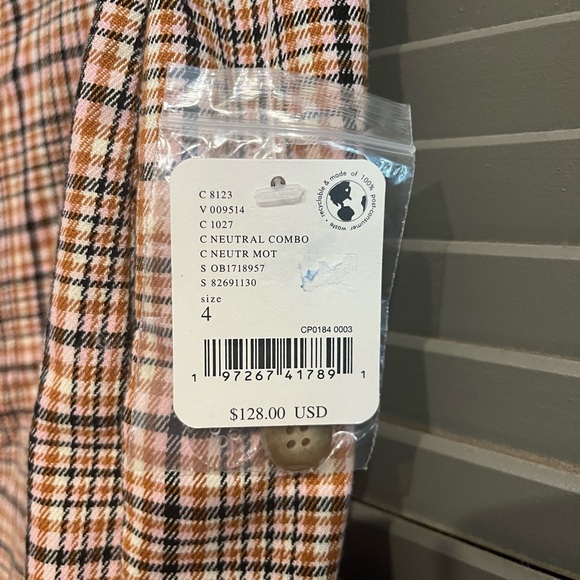 recyclable & made of 100% post-consumer waste •
C 8123
V 009514
C 1027
C NEUTRAL COMBO
C NEUTR MOT
S OB1718957
S 82691130
size
4
CP0184 0003
1 97267 41789 1
$128.00 USD